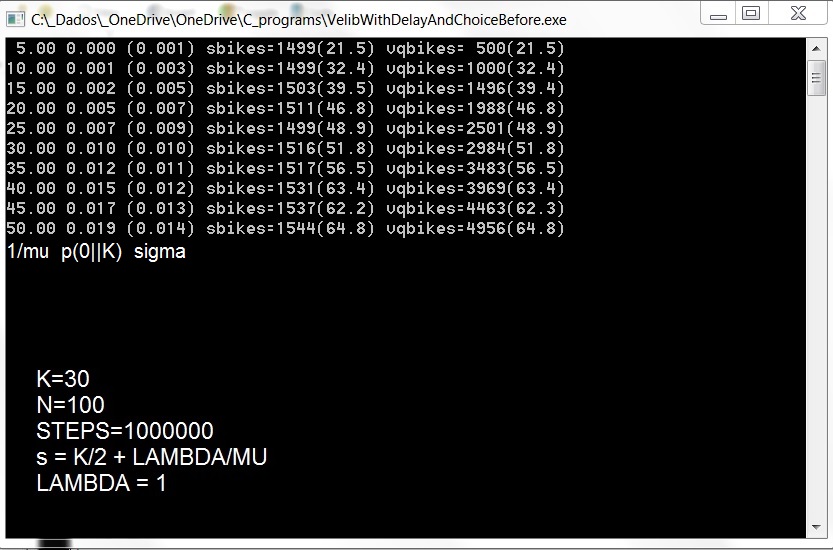 C:\_Dados\_OneDrive\OneDrive\C_programs\VelibWithDelayAndChoiceBefore.exe
5.00 0.000 (0.001) sbikes=1499(21.5) vqbikes= 500(21.5)
10.00 0.001 (0.003) sbikes=1499(32.4) vqbikes=1000(32.4)
15.00 0.002 (0.005) sbikes=1503(39.5) vqbikes=1496(39.4)
20.00 0.005 (0.007) sbikes=1511(46.8) vqbikes=1988(46.8)
25.00 0.007 (0.009) sbikes=1499(48.9) vqbikes=2501(48.9)
30.00 0.010 (0.010) sbikes=1516(51.8) vqbikes=2984(51.8)
35.00 0.012 (0.011) sbikes=1517(56.5) vqbikes=3483(56.5)
40.00 0.015 (0.012) sbikes=1531(63.4) vqbikes=3969(63.4)
45.00 0.017 (0.013) sbikes=1537(62.2) vqbikes=4463(62.3)
50.00 0.019 (0.014) sbikes=1544(64.8) vqbikes=4956(64.8)
1/mu p(0||K) sigma
K=30
N=100
STEPS=1000000
s = K/2 + LAMBDA/MU
LAMBDA = 1